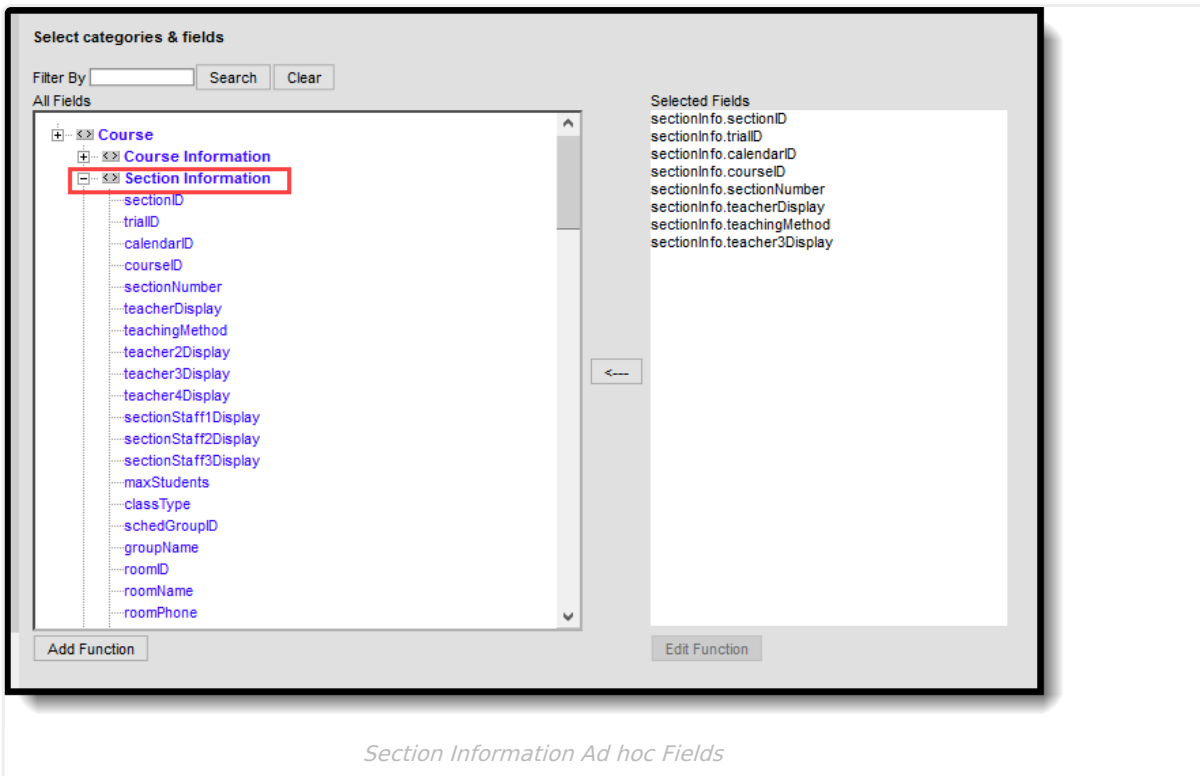 Select categories & fields
Filter By Search Clear
All Fields
Course
Course Information
Section Information
sectionID
trialID
calendarID
courseID
sectionNumber
teacherDisplay
teachingMethod
teacher2Display
teacher3Display
teacher4Display
sectionStaff1Display
sectionStaff2Display
sectionStaff3Display
maxStudents
classType
schedGroupID
groupName
roomID
roomName
roomPhone
Add Function
<---
Selected Fields
sectionInfo.sectionID
sectionInfo.trialID
sectionInfo.calendarID
sectionInfo.courseID
sectionInfo.sectionNumber
sectionInfo.teacherDisplay
sectionInfo.teachingMethod
sectionInfo.teacher3Display
Edit Function
Section Information Ad hoc Fields